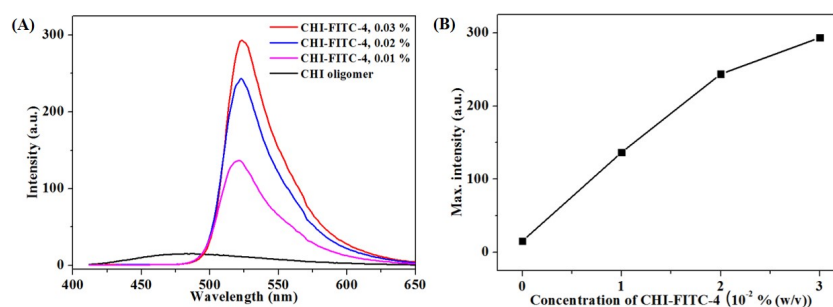 (A)
CHI-FITC-4, 0.03 %
CHI-FITC-4, 0.02 %
CHI-FITC-4, 0.01 %
CHI oligomer
Intensity (a.u.)
300
200
100
0
400 450 500 550 600 650
Wavelength (nm)
(B)
Max. intensity (a.u.)
300
200
100
0
0 1 2 3
Concentration of CHI-FITC-4 (10⁻² % (w/v))